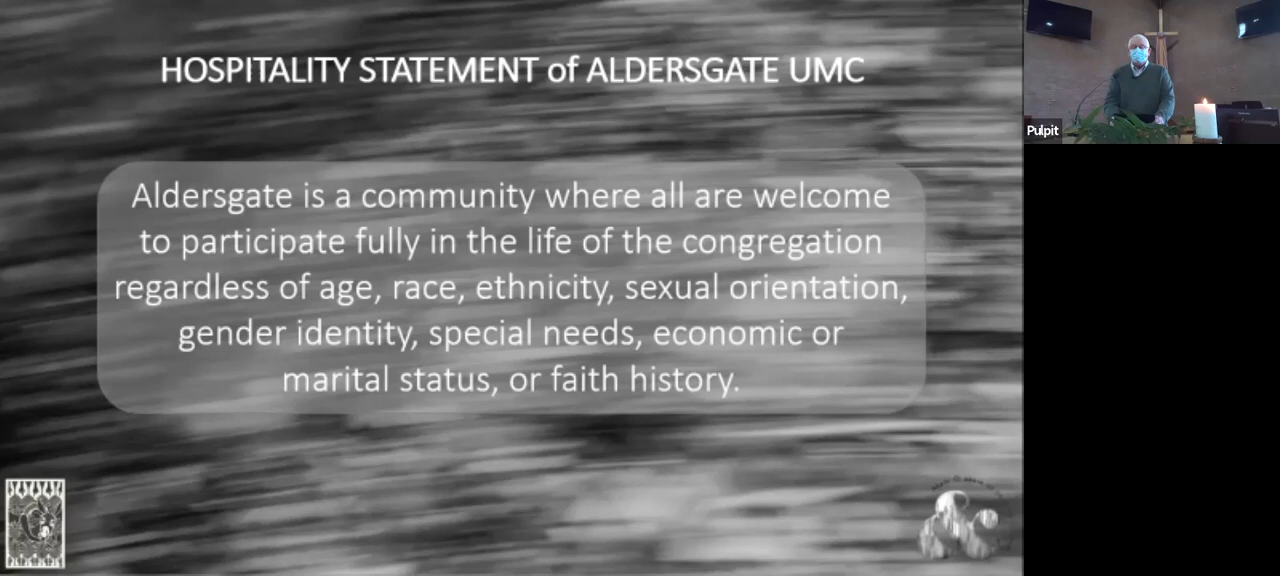 HOSPITALITY STATEMENT of ALDERSGATE UMC
Aldersgate is a community where all are welcome
to participate fully in the life of the congregation
regardless of age, race, ethnicity, sexual orientation,
gender identity, special needs, economic or
marital status, or faith history.
Pulpit